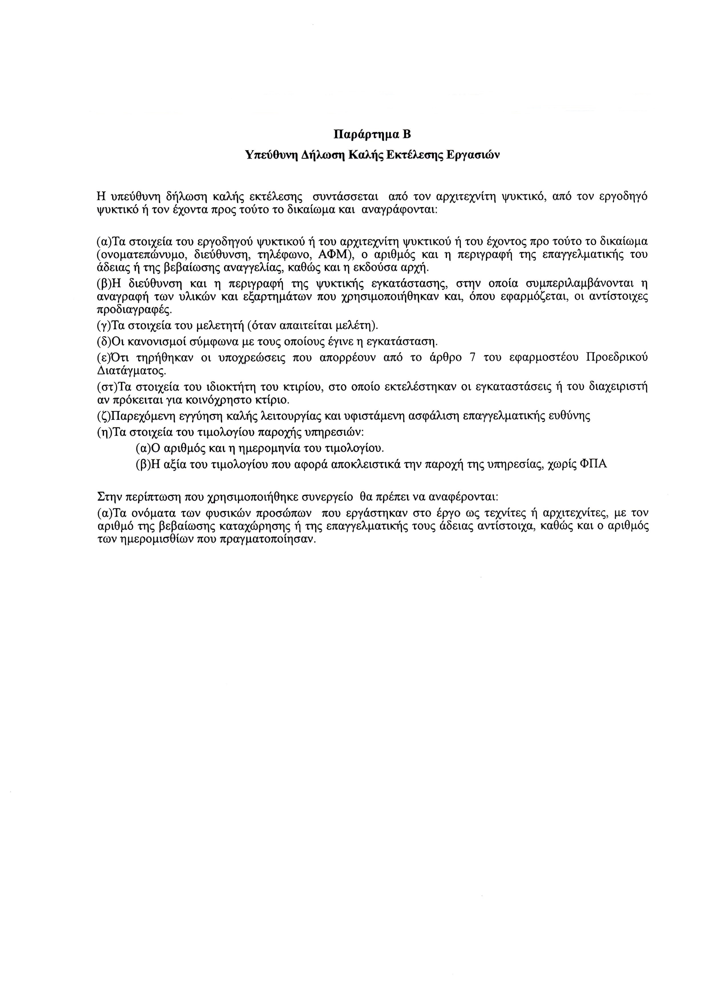 Παράρτημα Β
Υπεύθυνη Δήλωση Καλής Εκτέλεσης Εργασιών
Η υπεύθυνη δήλωση καλής εκτέλεσης συντάσσεται από τον αρχιτεχνίτη ψυκτικό, από τον εργοδηγό
ψυκτικό ή τον έχοντα προς τούτο το δικαίωμα και αναγράφονται:
(α)Τα στοιχεία του εργοδηγού ψυκτικού ή του αρχιτεχνίτη ψυκτικού ή του έχοντος προ τούτο το δικαίωμα
(ονοματεπώνυμο, διεύθυνση, τηλέφωνο, ΑΦΜ), ο αριθμός και η περιγραφή της επαγγελματικής του
άδειας ή της βεβαίωσης αναγγελίας, καθώς και η εκδούσα αρχή.
(β)Η διεύθυνση και η περιγραφή της ψυκτικής εγκατάστασης, στην οποία συμπεριλαμβάνονται η
αναγραφή των υλικών και εξαρτημάτων που χρησιμοποιήθηκαν και, όπου εφαρμόζεται, οι αντίστοιχες
προδιαγραφές.
(γ)Τα στοιχεία του μελετητή (όταν απαιτείται μελέτη).
(δ)Οι κανονισμοί σύμφωνα με τους οποίους έγινε η εγκατάσταση.
(ε)Ότι τηρήθηκαν οι υποχρεώσεις που απορρέουν από το άρθρο 7 του εφαρμοστέου Προεδρικού
Διατάγματος.
(στ)Τα στοιχεία του ιδιοκτήτη του κτιρίου, στο οποίο εκτελέστηκαν οι εγκαταστάσεις ή του διαχειριστή
αν πρόκειται για κοινόχρηστο κτίριο.
(ζ)Παρεχόμενη εγγύηση καλής λειτουργίας και υφιστάμενη ασφάλιση επαγγελματικής ευθύνης
(η)Τα στοιχεία του τιμολογίου παροχής υπηρεσιών:
(α)Ο αριθμός και η ημερομηνία του τιμολογίου.
(β)Η αξία του τιμολογίου που αφορά αποκλειστικά την παροχή της υπηρεσίας, χωρίς ΦΠΑ
Στην περίπτωση που χρησιμοποιήθηκε συνεργείο θα πρέπει να αναφέρονται:
(α)Τα ονόματα των φυσικών προσώπων που εργάστηκαν στο έργο ως τεχνίτες ή αρχιτεχνίτες, με τον
αριθμό της βεβαίωσης καταχώρησης ή της επαγγελματικής τους άδειας αντίστοιχα, καθώς και ο αριθμός
των ημερομισθίων που πραγματοποίησαν.